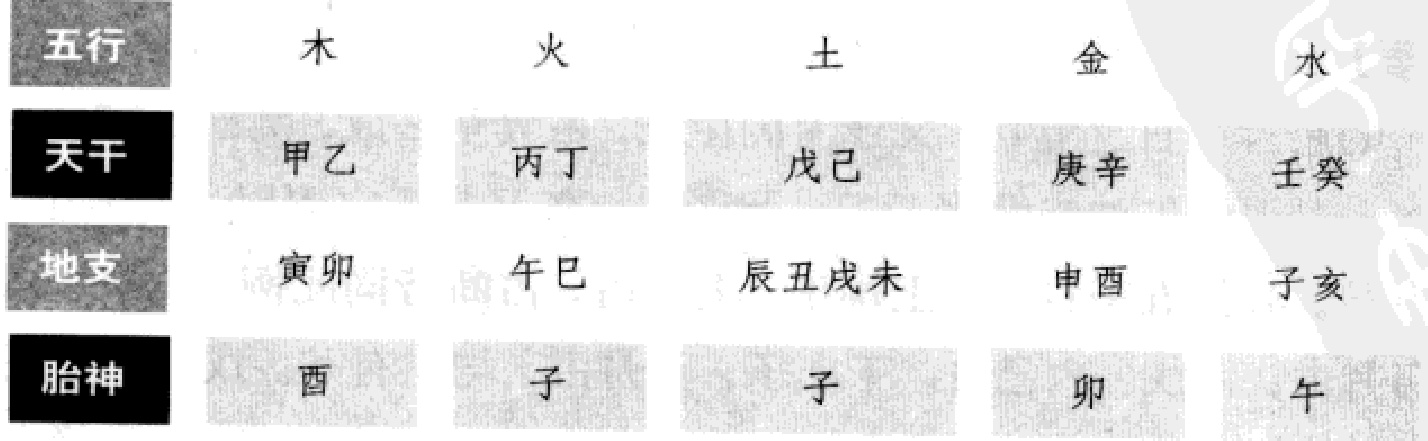 五行 木 火 土 金 水
天干 甲乙 丙丁 戊己 庚辛 壬癸
地支 寅卯 午巳 辰丑戌未 申酉 子亥
胎神 酉 子 子 卯 午